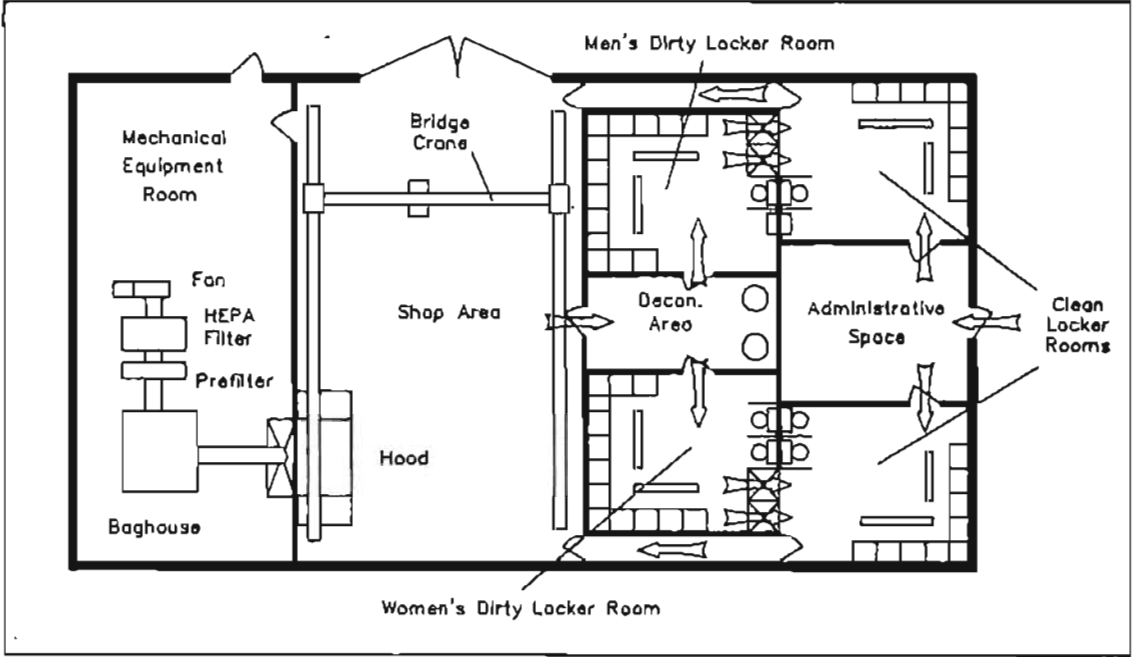 Men's Dirty Locker Room
Bridge
Crane
Mechanical
Equipment
Room
Fan
HEPA
Filter
Prefilter
Shop Area
Decon.
Area
Administrative
Space
Clean
Locker
Rooms
Hood
Baghouse
Women's Dirty Locker Room